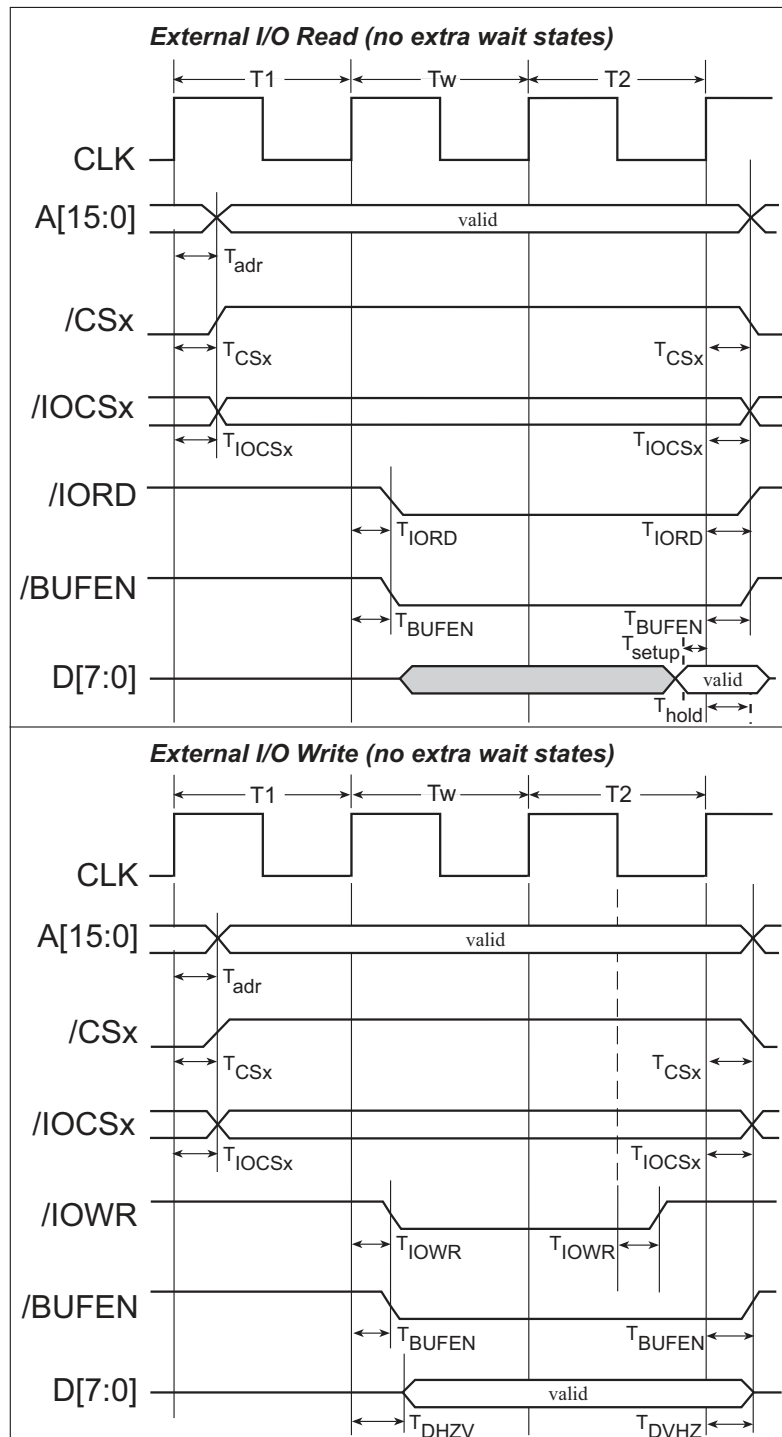 External I/O Read (no extra wait states)
T1 Tw T2
CLK
A[15:0] valid
Tadr
/CSx
TCSx TCSx
/IOCSx
TIOCSx TIOCSx
/IORD
TIORD TIORD
/BUFEN
TBUFEN TBUFEN
Tsetup
D[7:0] valid
Thold
External I/O Write (no extra wait states)
T1 Tw T2
CLK
A[15:0] valid
Tadr
/CSx
TCSx TCSx
/IOCSx
TIOCSx TIOCSx
/IOWR
TIOWR TIOWR
/BUFEN
TBUFEN TBUFEN
D[7:0] valid
TDHZV TDVHZ